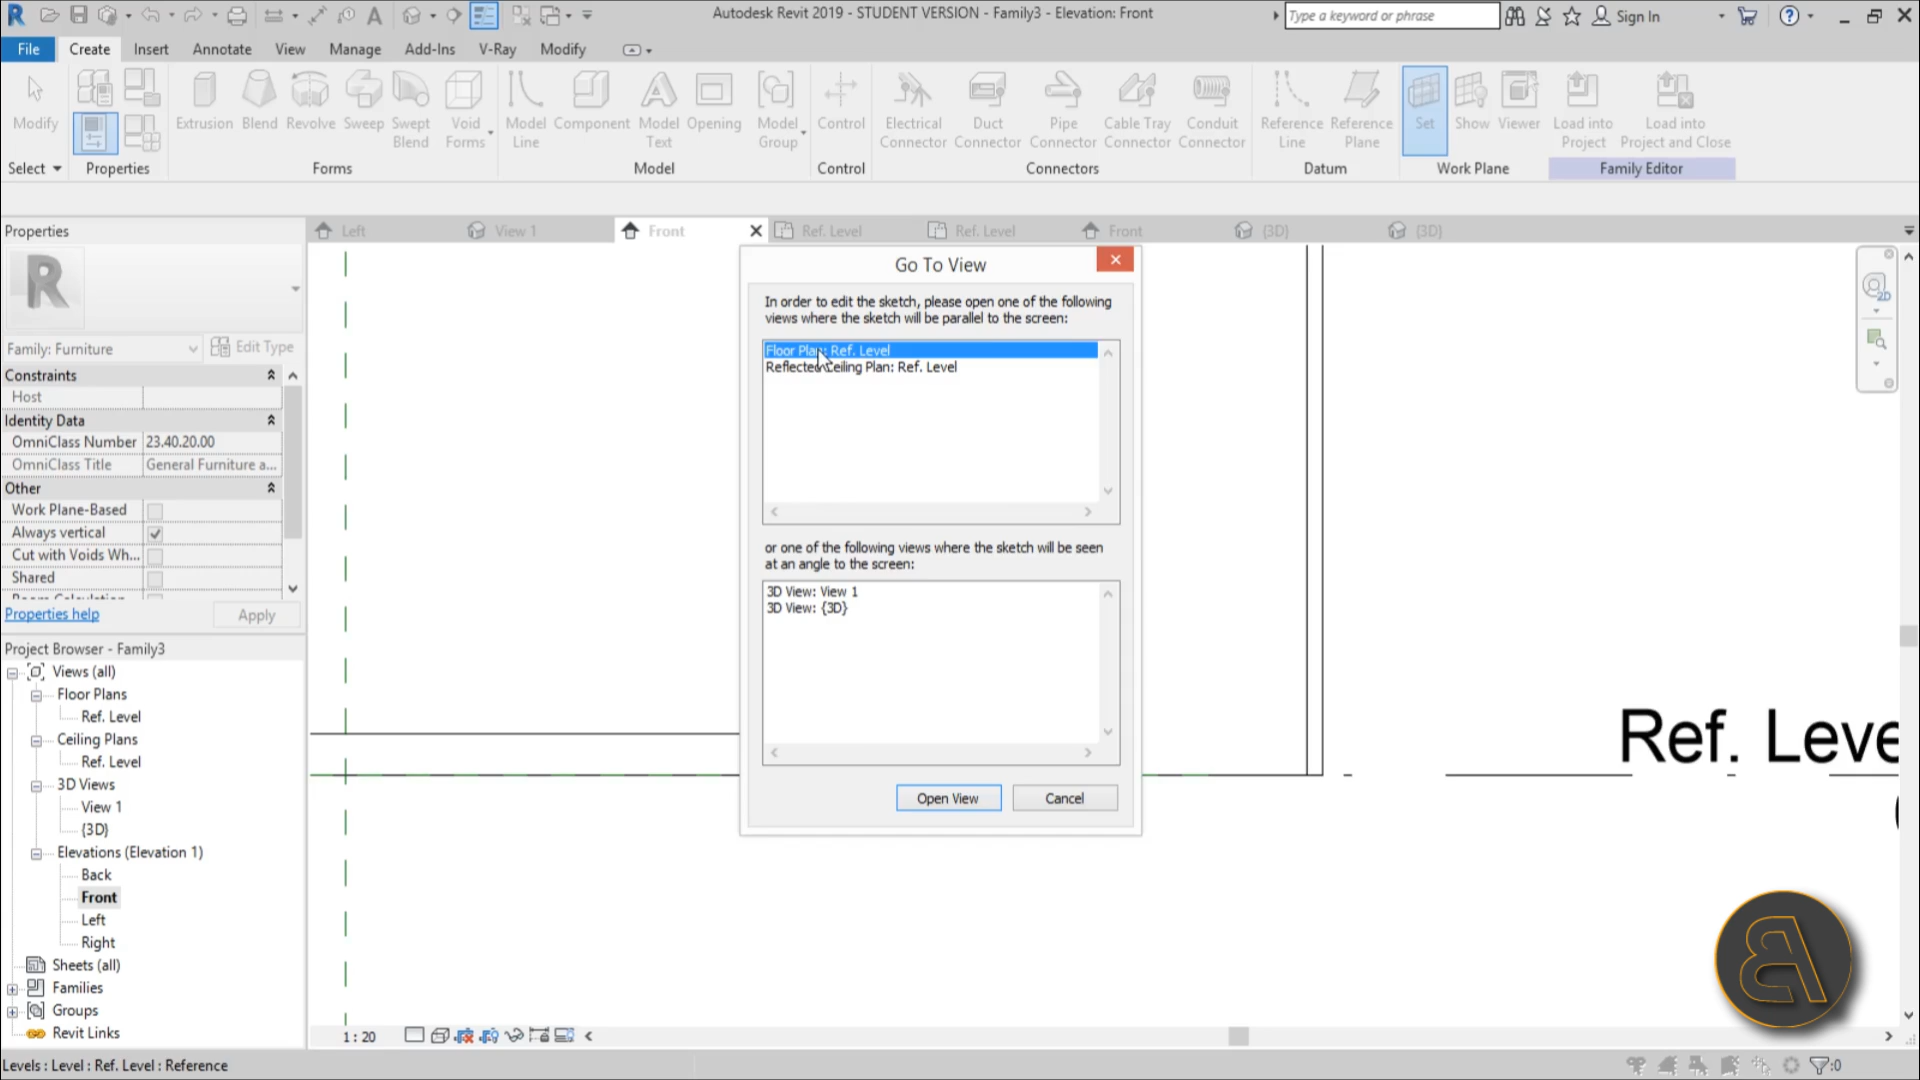 Autodesk Revit 2019 - STUDENT VERSION - Family3 - Elevation: Front
Type a keyword or phrase
Sign In
File Create Insert Annotate View Manage Add-Ins V-Ray Modify
Modify
Extrusion Blend Revolve Sweep Swept Blend Void Forms
Model Line Component Model Text Opening Model Group
Control
Electrical Connector Duct Connector Pipe Connector Cable Tray Connector Conduit Connector
Reference Line Reference Plane
Set Show Viewer
Load into Project Load into Project and Close
Select Properties Forms Model Control Connectors Datum Work Plane Family Editor
Properties
Left View 1 Front Ref. Level Ref. Level Front {3D} {3D}
2D
Family: Furniture Edit Type
Constraints
Host
Identity Data
OmniClass Number 23.40.20.00
OmniClass Title General Furniture a...
Other
Work Plane-Based
Always vertical
Cut with Voids Wh...
Shared
Properties help Apply
Project Browser - Family3
Views (all)
Floor Plans
Ref. Level
Ceiling Plans
Ref. Level
3D Views
View 1
{3D}
Elevations (Elevation 1)
Back
Front
Left
Right
Sheets (all)
Families
Groups
Revit Links
Go To View
In order to edit the sketch, please open one of the following
views where the sketch will be parallel to the screen:
Floor Plan: Ref. Level
Reflected Ceiling Plan: Ref. Level
or one of the following views where the sketch will be seen
at an angle to the screen:
3D View: View 1
3D View: {3D}
Open View Cancel
Ref. Leve
1 : 20
Levels : Level : Ref. Level : Reference
:0